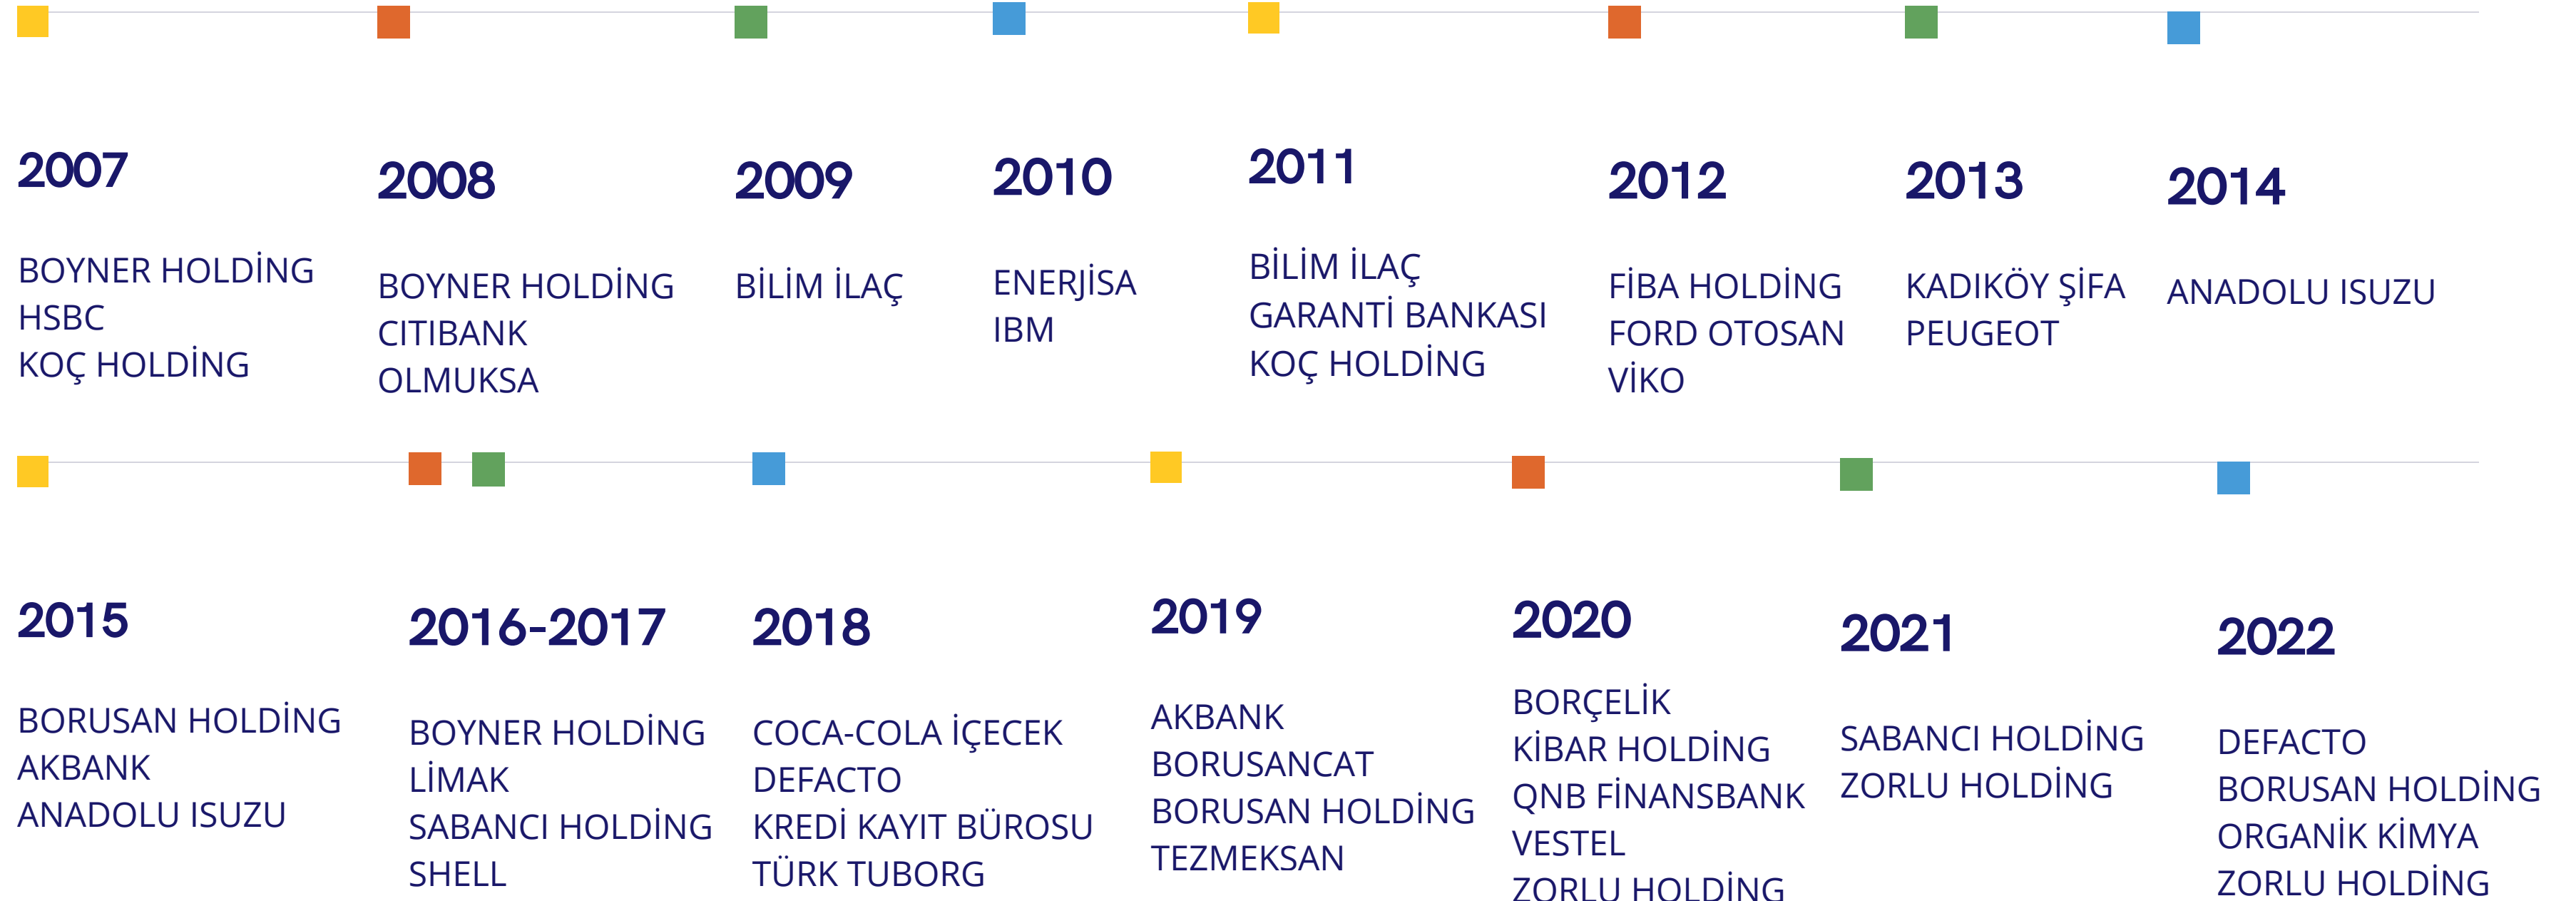 2007
BOYNER HOLDİNG
HSBC
KOÇ HOLDİNG
2008
BOYNER HOLDİNG
CITIBANK
OLMUKSA
2009
BİLİM İLAÇ
2010
ENERJİSA
IBM
2011
BİLİM İLAÇ
GARANTİ BANKASI
KOÇ HOLDİNG
2012
FİBA HOLDİNG
FORD OTOSAN
VİKO
2013
KADIKÖY ŞİFA
PEUGEOT
2014
ANADOLU ISUZU
2015
BORUSAN HOLDİNG
AKBANK
ANADOLU ISUZU
2016-2017
BOYNER HOLDİNG
LİMAK
SABANCI HOLDİNG
SHELL
2018
COCA-COLA İÇECEK
DEFACTO
KREDİ KAYIT BÜROSU
TÜRK TUBORG
2019
AKBANK
BORUSANCAT
BORUSAN HOLDİNG
TEZMEKSAN
2020
BORÇELİK
KİBAR HOLDİNG
QNB FİNANSBANK
VESTEL
ZORLU HOLDİNG
2021
SABANCI HOLDİNG
ZORLU HOLDİNG
2022
DEFACTO
BORUSAN HOLDİNG
ORGANİK KİMYA
ZORLU HOLDİNG